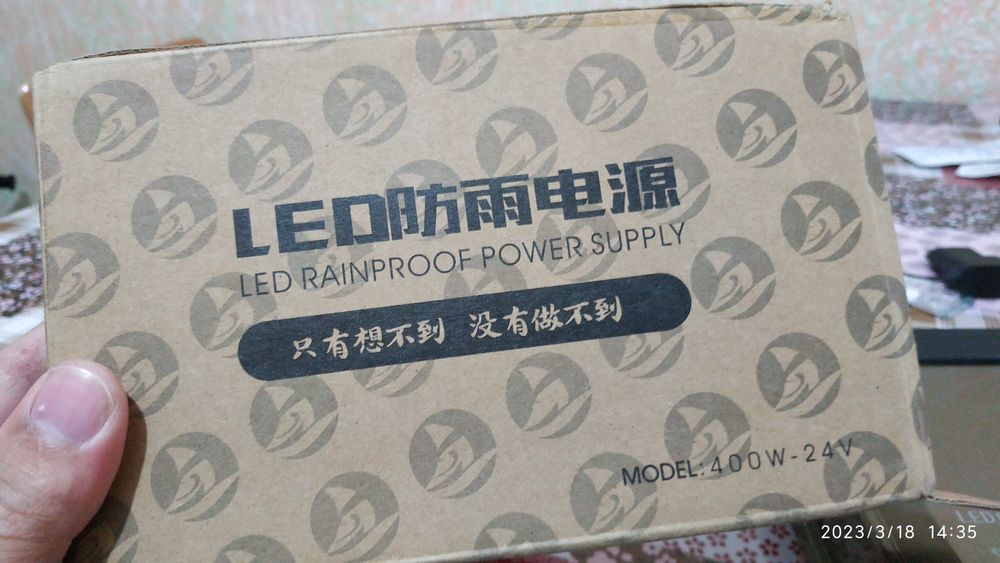 LED防雨电源
LED RAINPROOF POWER SUPPLY
只有想不到 没有做不到
MODEL: 400W-24V
2023/3/18 14:35
LED